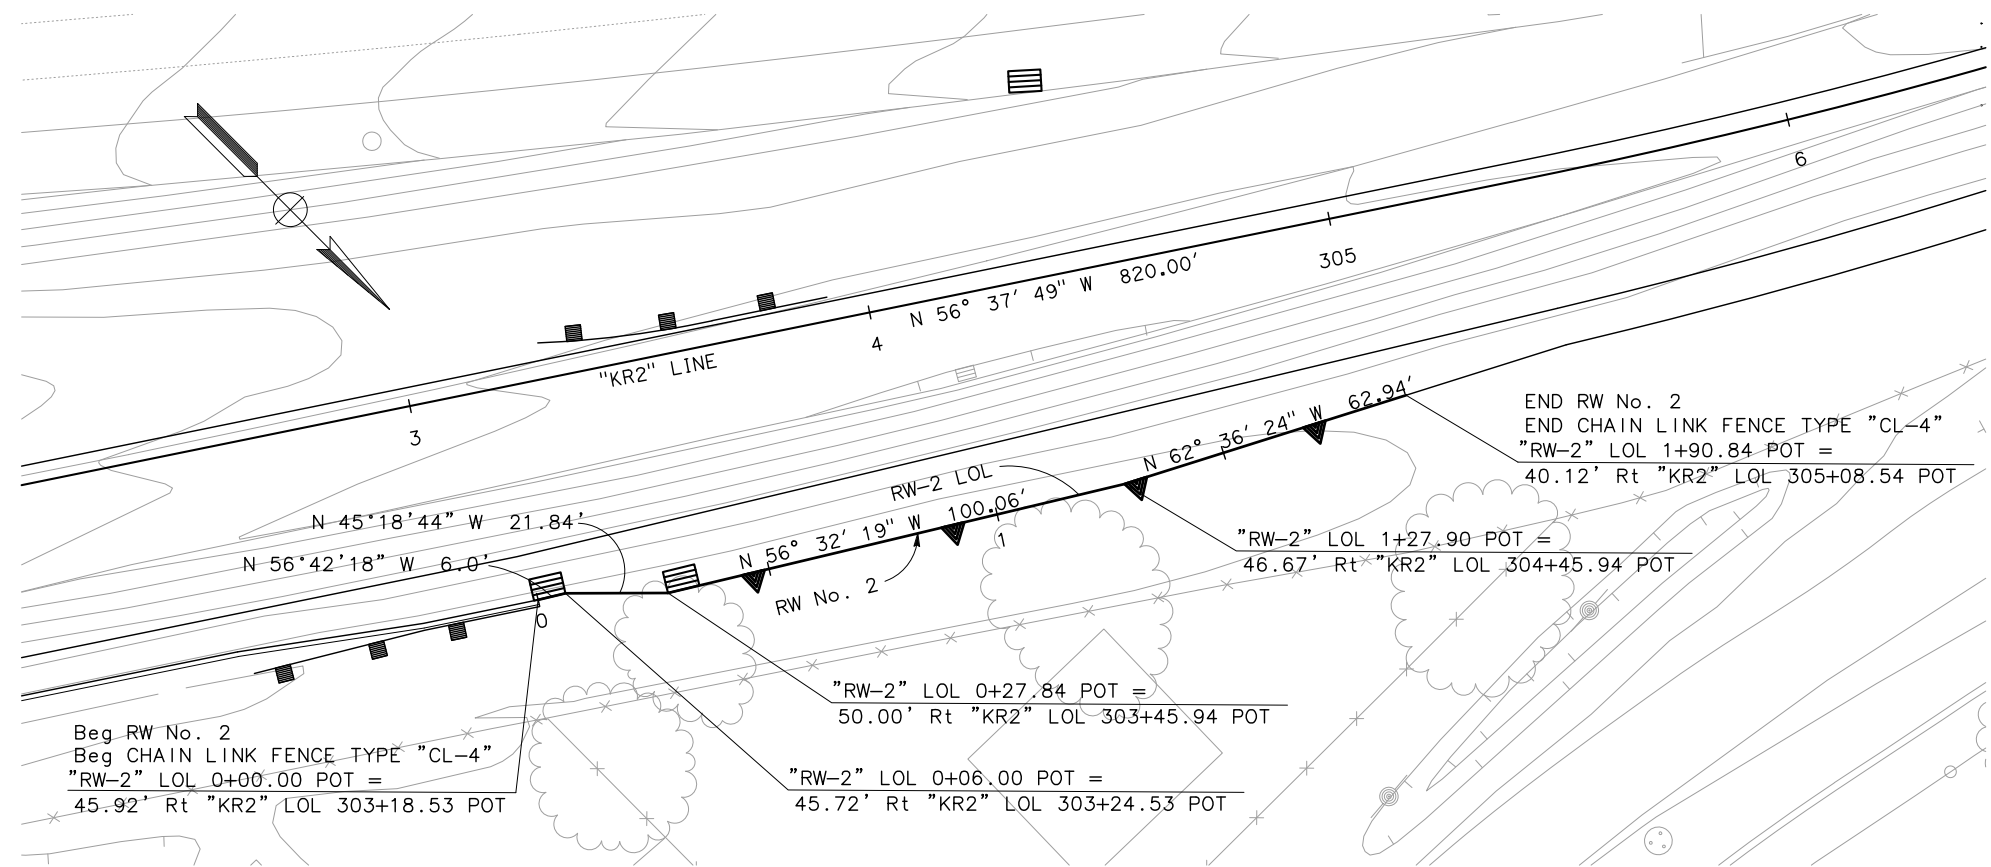 6
305
N 56° 37' 49" W 820.00'
4
"KR2" LINE
3
END RW No. 2
END CHAIN LINK FENCE TYPE "CL-4"
"RW-2" LOL 1+90.84 POT =
40.12' Rt "KR2" LOL 305+08.54 POT
N 62° 36' 24" W 62.94'
RW-2 LOL
N 45°18'44" W 21.84'
N 56° 32' 19" W 100.06'
1
"RW-2" LOL 1+27.90 POT =
46.67' Rt "KR2" LOL 304+45.94 POT
N 56°42'18" W 6.0'
RW No. 2
0
"RW-2" LOL 0+27.84 POT =
50.00' Rt "KR2" LOL 303+45.94 POT
Beg RW No. 2
Beg CHAIN LINK FENCE TYPE "CL-4"
"RW-2" LOL 0+00.00 POT =
45.92' Rt "KR2" LOL 303+18.53 POT
"RW-2" LOL 0+06.00 POT =
45.72' Rt "KR2" LOL 303+24.53 POT